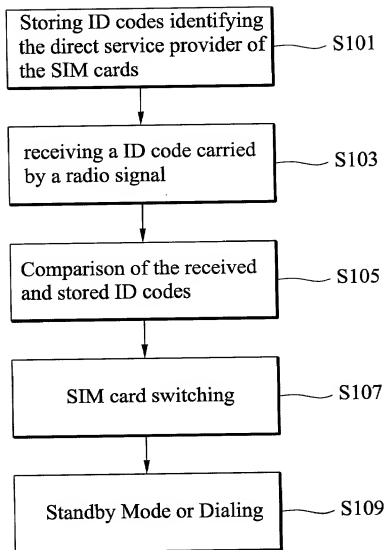 Storing ID codes identifying
the direct service provider of
the SIM cards
S101
receiving a ID code carried
by a radio signal
S103
Comparison of the received
and stored ID codes
S105
SIM card switching
S107
Standby Mode or Dialing
S109